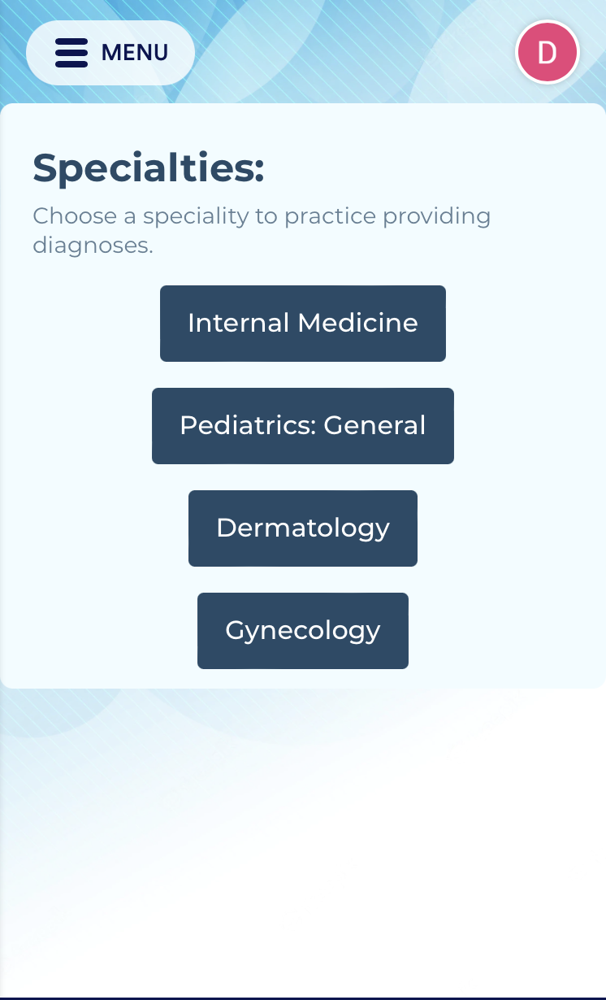 MENU
D
Specialties:
Choose a speciality to practice providing
diagnoses.
Internal Medicine
Pediatrics: General
Dermatology
Gynecology